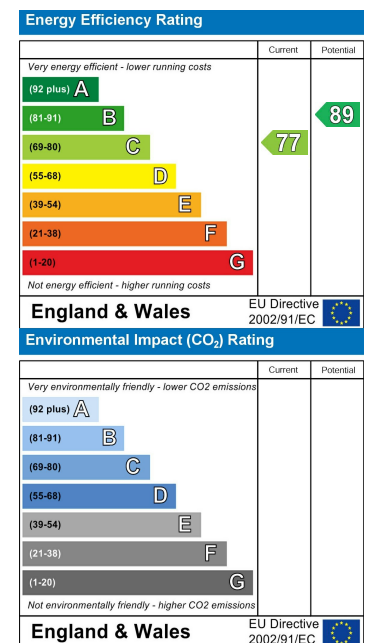 Energy Efficiency Rating
Current Potential
Very energy efficient - lower running costs
(92 plus) A
(81-91) B
89
(69-80) C
77
(55-68) D
(39-54) E
(21-38) F
(1-20) G
Not energy efficient - higher running costs
England & Wales
EU Directive
2002/91/EC
Environmental Impact (CO₂) Rating
Current Potential
Very environmentally friendly - lower CO2 emissions
(92 plus) A
(81-91) B
(69-80) C
(55-68) D
(39-54) E
(21-38) F
(1-20) G
Not environmentally friendly - higher CO2 emissions
England & Wales
EU Directive
2002/91/EC